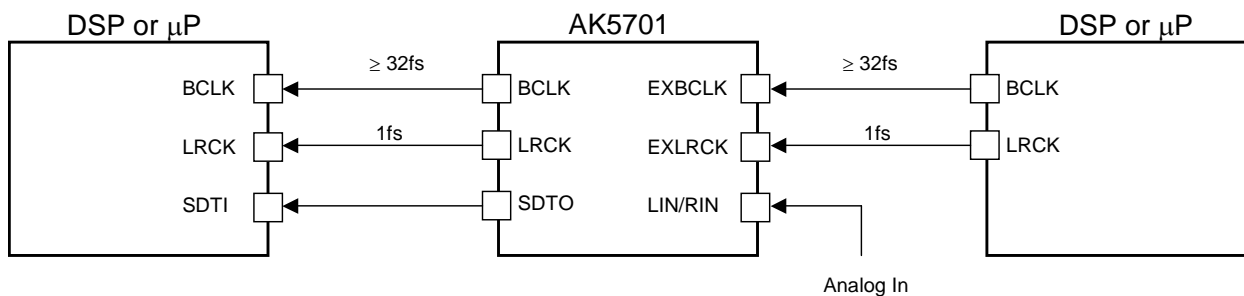 DSP or μP
AK5701
DSP or μP
≥ 32fs
≥ 32fs
BCLK
BCLK
EXBCLK
BCLK
1fs
1fs
LRCK
LRCK
EXLRCK
LRCK
SDTI
SDTO
LIN/RIN
Analog In